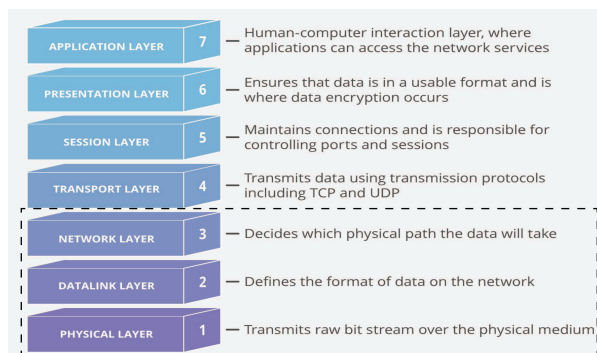 APPLICATION LAYER 7 Human-computer interaction layer, where
applications can access the network services
PRESENTATION LAYER 6 Ensures that data is in a usable format and is
where data encryption occurs
SESSION LAYER 5 Maintains connections and is responsible for
controlling ports and sessions
TRANSPORT LAYER 4 Transmits data using transmission protocols
including TCP and UDP
NETWORK LAYER 3 Decides which physical path the data will take
DATALINK LAYER 2 Defines the format of data on the network
PHYSICAL LAYER 1 Transmits raw bit stream over the physical medium